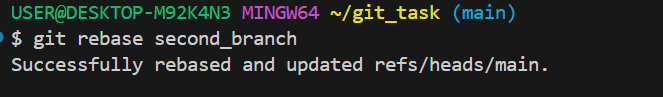 USER@DESKTOP-M92K4N3 MINGW64 ~/git_task (main)
$ git rebase second_branch
Successfully rebased and updated refs/heads/main.